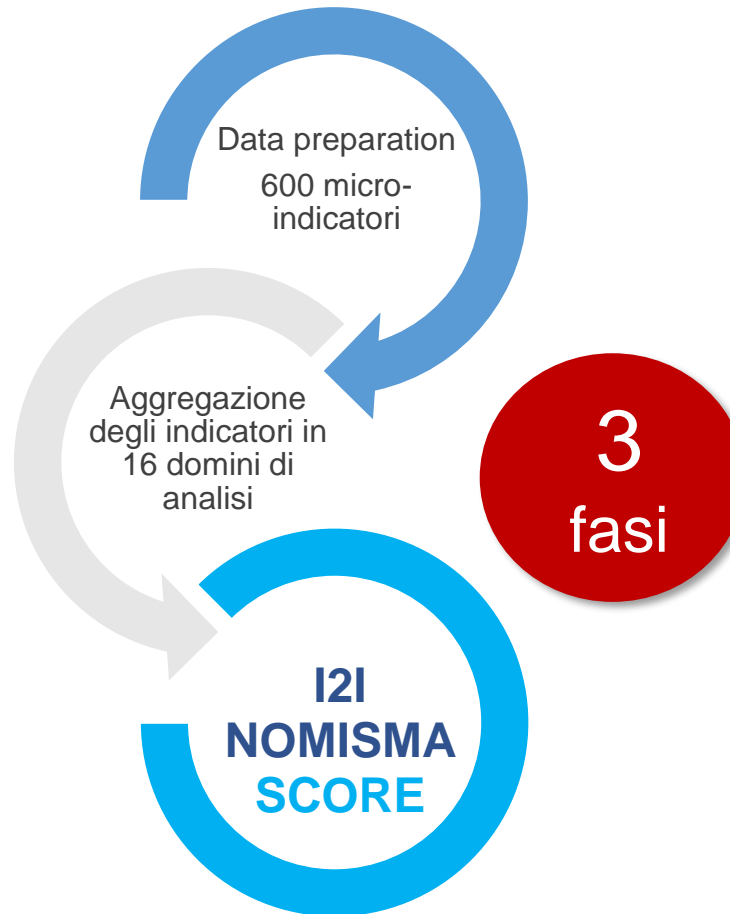 Data preparation
600 micro-
indicatori
Aggregazione
degli indicatori in
16 domini di
analisi
3
fasi
I2I
NOMISMA
SCORE